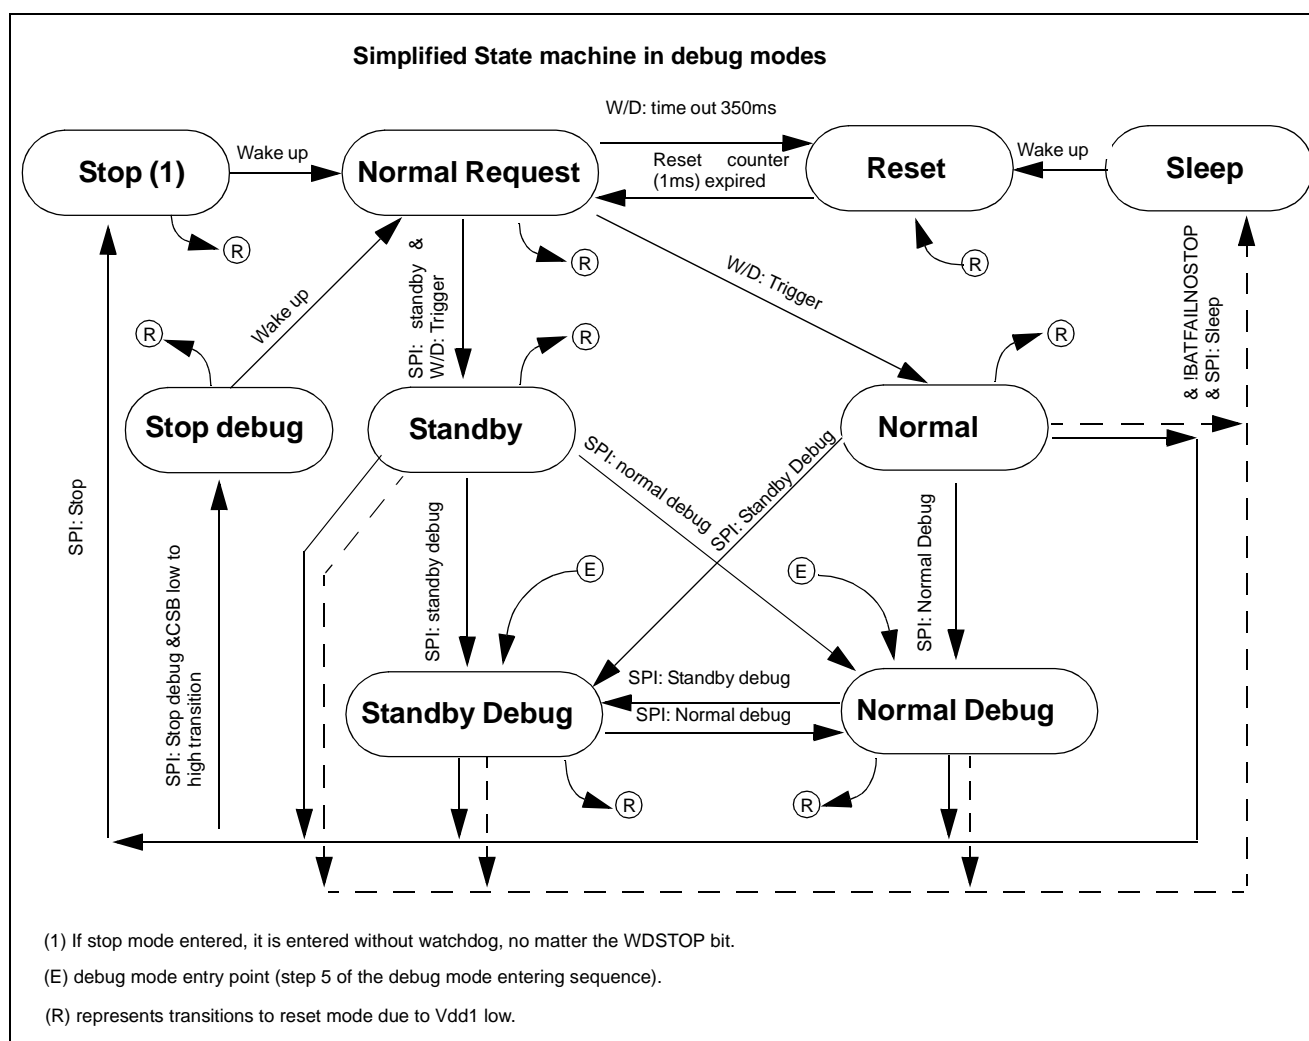 Simplified State machine in debug modes
W/D: time out 350ms
Stop (1)
Wake up
Normal Request
Reset counter
(1ms) expired
Reset
Wake up
Sleep
R
R
R
SPI: standby &
W/D: Trigger
W/D: Trigger
& !BATFAILNOSTOP
& SPI: Sleep
Wake up
R
R
R
Stop debug
Standby
Normal
SPI: Stop
SPI: Stop debug &CSB low to
high transition
SPI: standby debug
SPI: normal debug
SPI: Standby Debug
SPI: Normal Debug
E
E
SPI: Standby debug
Standby Debug
SPI: Normal debug
Normal Debug
R
R
(1) If stop mode entered, it is entered without watchdog, no matter the WDSTOP bit.
(E) debug mode entry point (step 5 of the debug mode entering sequence).
(R) represents transitions to reset mode due to Vdd1 low.